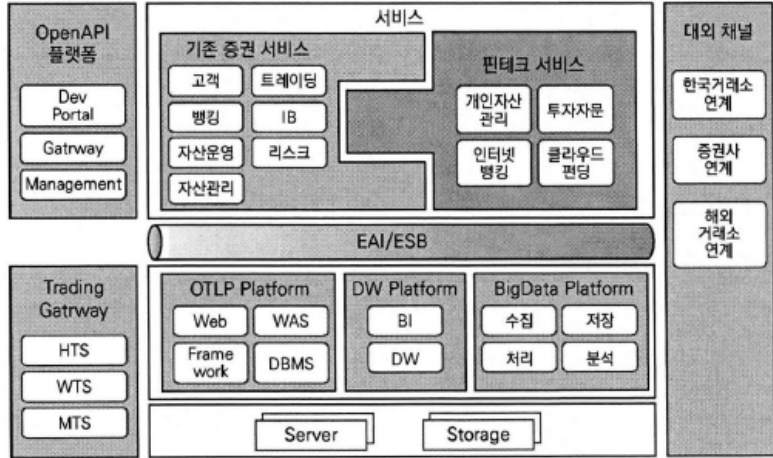 OpenAPI
플랫폼
Dev
Portal
Gatrway
Management
서비스
기존 증권 서비스
고객
트레이딩
뱅킹
IB
자산운영
리스크
자산관리
핀테크 서비스
개인자산
관리
투자자문
인터넷
뱅킹
클라우드
펀딩
대외 채널
한국거래소
연계
증권사
연계
해외
거래소
연계
EAI/ESB
Trading
Gatrway
HTS
WTS
MTS
OTLP Platform
Web
WAS
Frame
work
DBMS
DW Platform
BI
DW
BigData Platform
수집
저장
처리
분석
Server
Storage